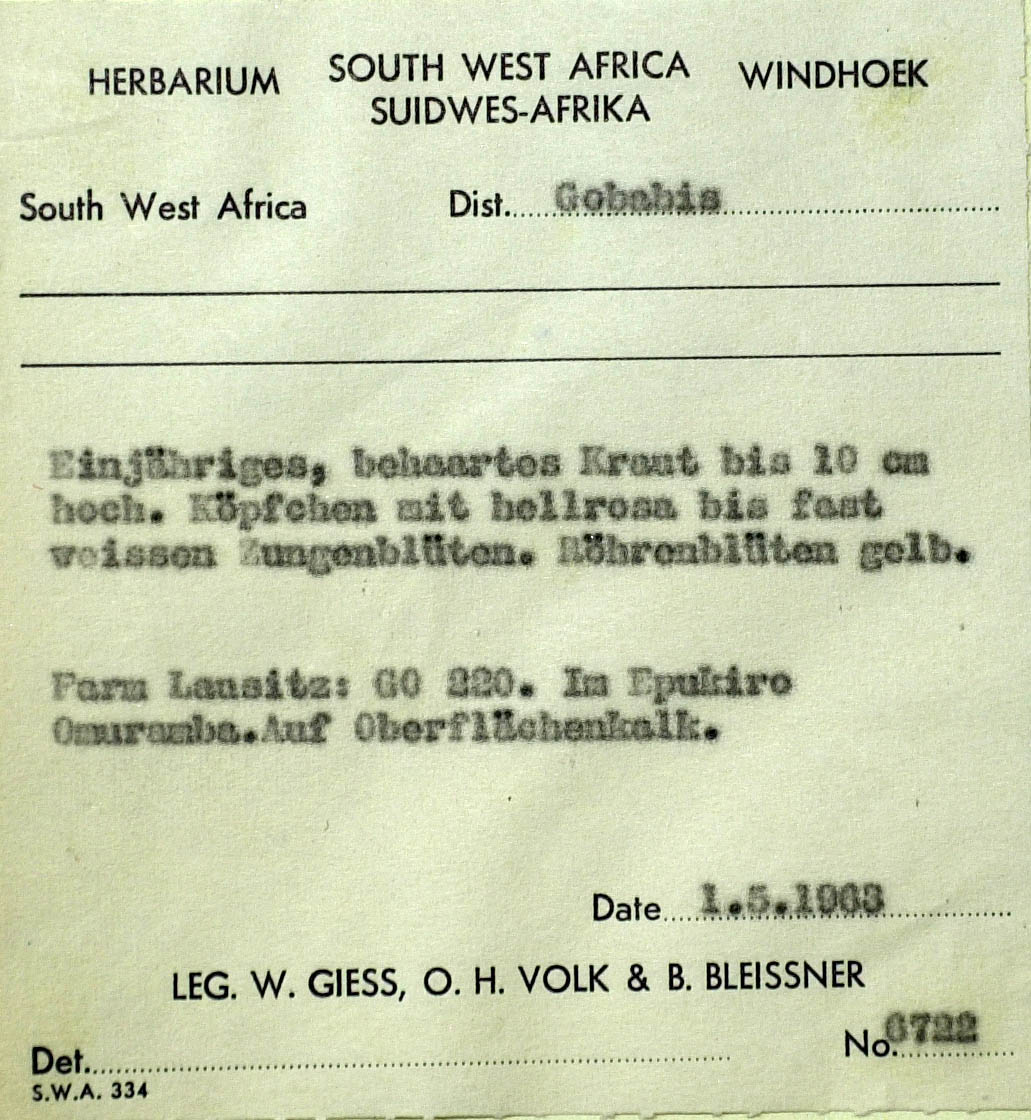 HERBARIUM SOUTH WEST AFRICA WINDHOEK
SUIDWES-AFRIKA
South West Africa Dist. Gobabis
Einjähriges, behaartes Kraut bis 10 cm
hoch. Köpfchen mit hellrosa bis fast
weissen Zungenblüten. Röhrenblüten gelb.
Farm Lausitz: GO 220. Im Epukiro
Omuramba.Auf Oberflächenkalk.
Date 1.5.1963
LEG. W. GIESS, O. H. VOLK & B. BLEISSNER
No. 6722
Det.
S.W.A. 334